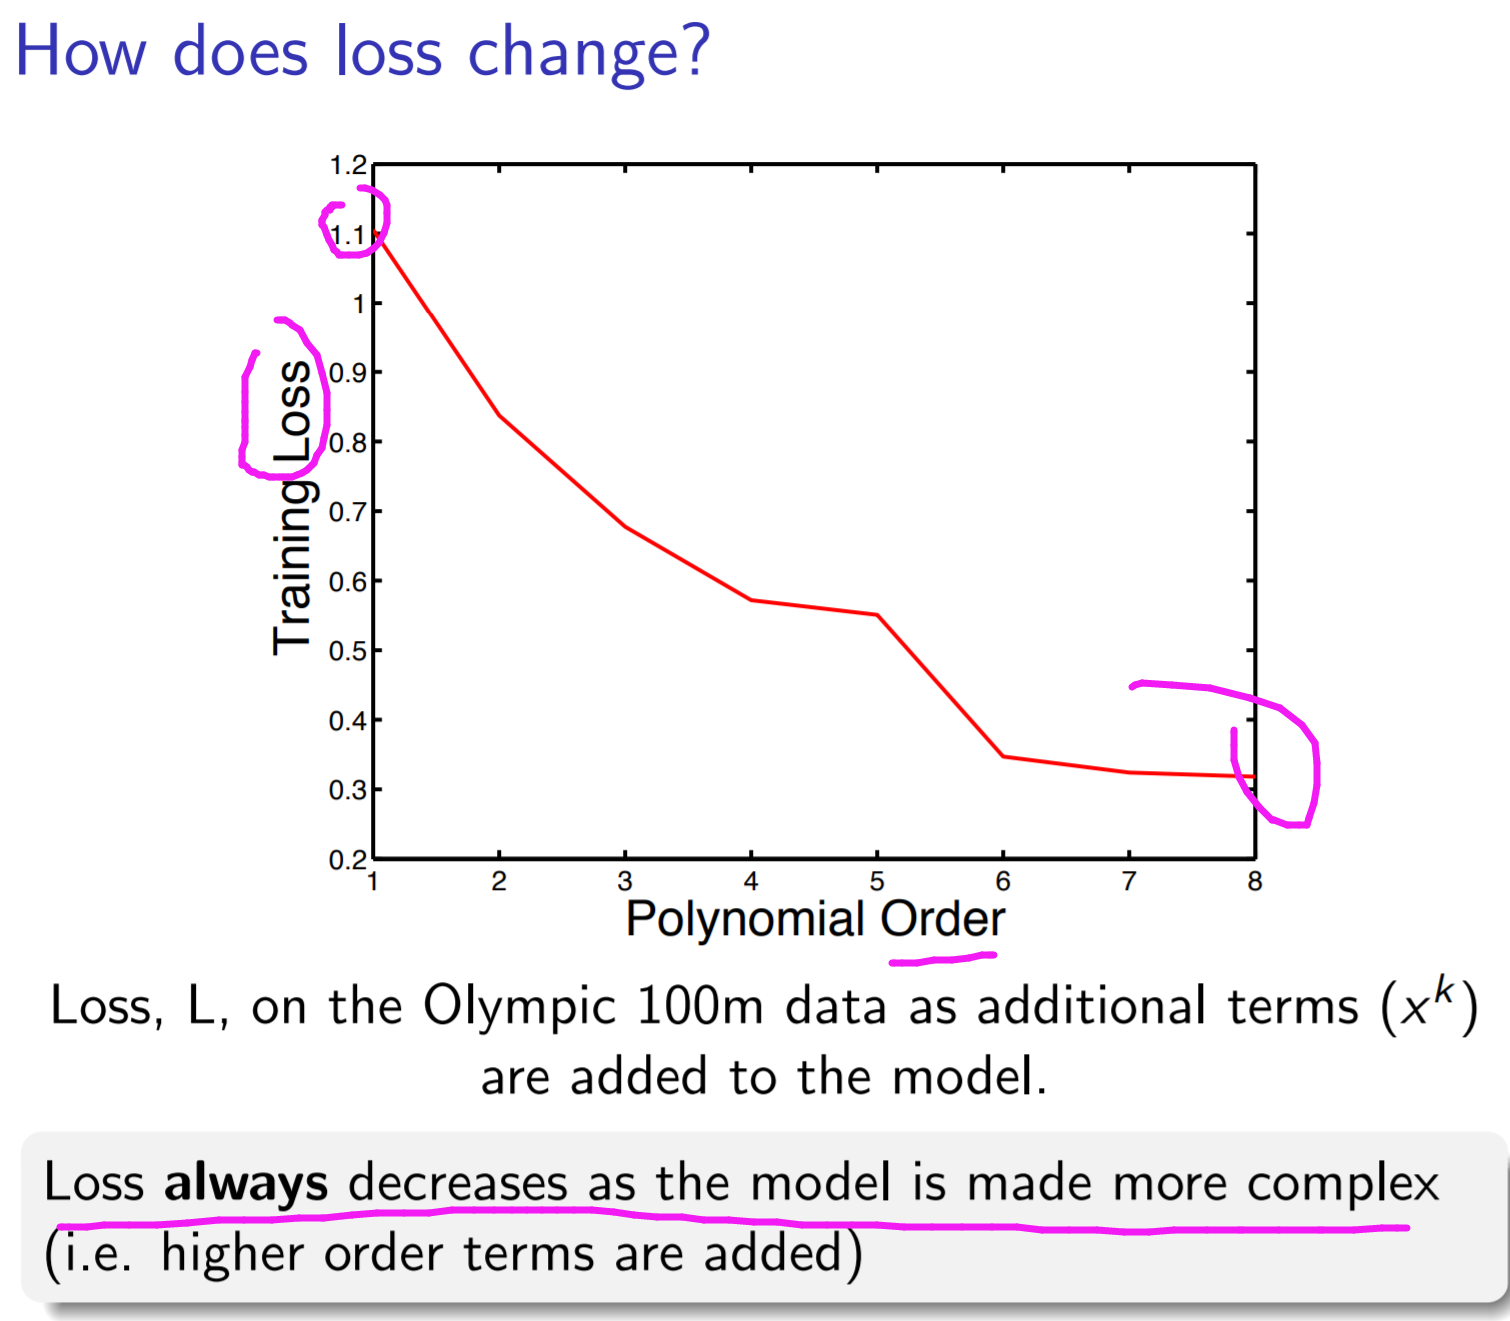 How does loss change?
1.2
1.1
1
0.9
0.8
0.7
0.6
0.5
0.4
0.3
0.2
Training Loss
1 2 3 4 5 6 7 8
Polynomial Order
Loss, L, on the Olympic 100m data as additional terms (x^k)
are added to the model.
Loss always decreases as the model is made more complex
(i.e. higher order terms are added)